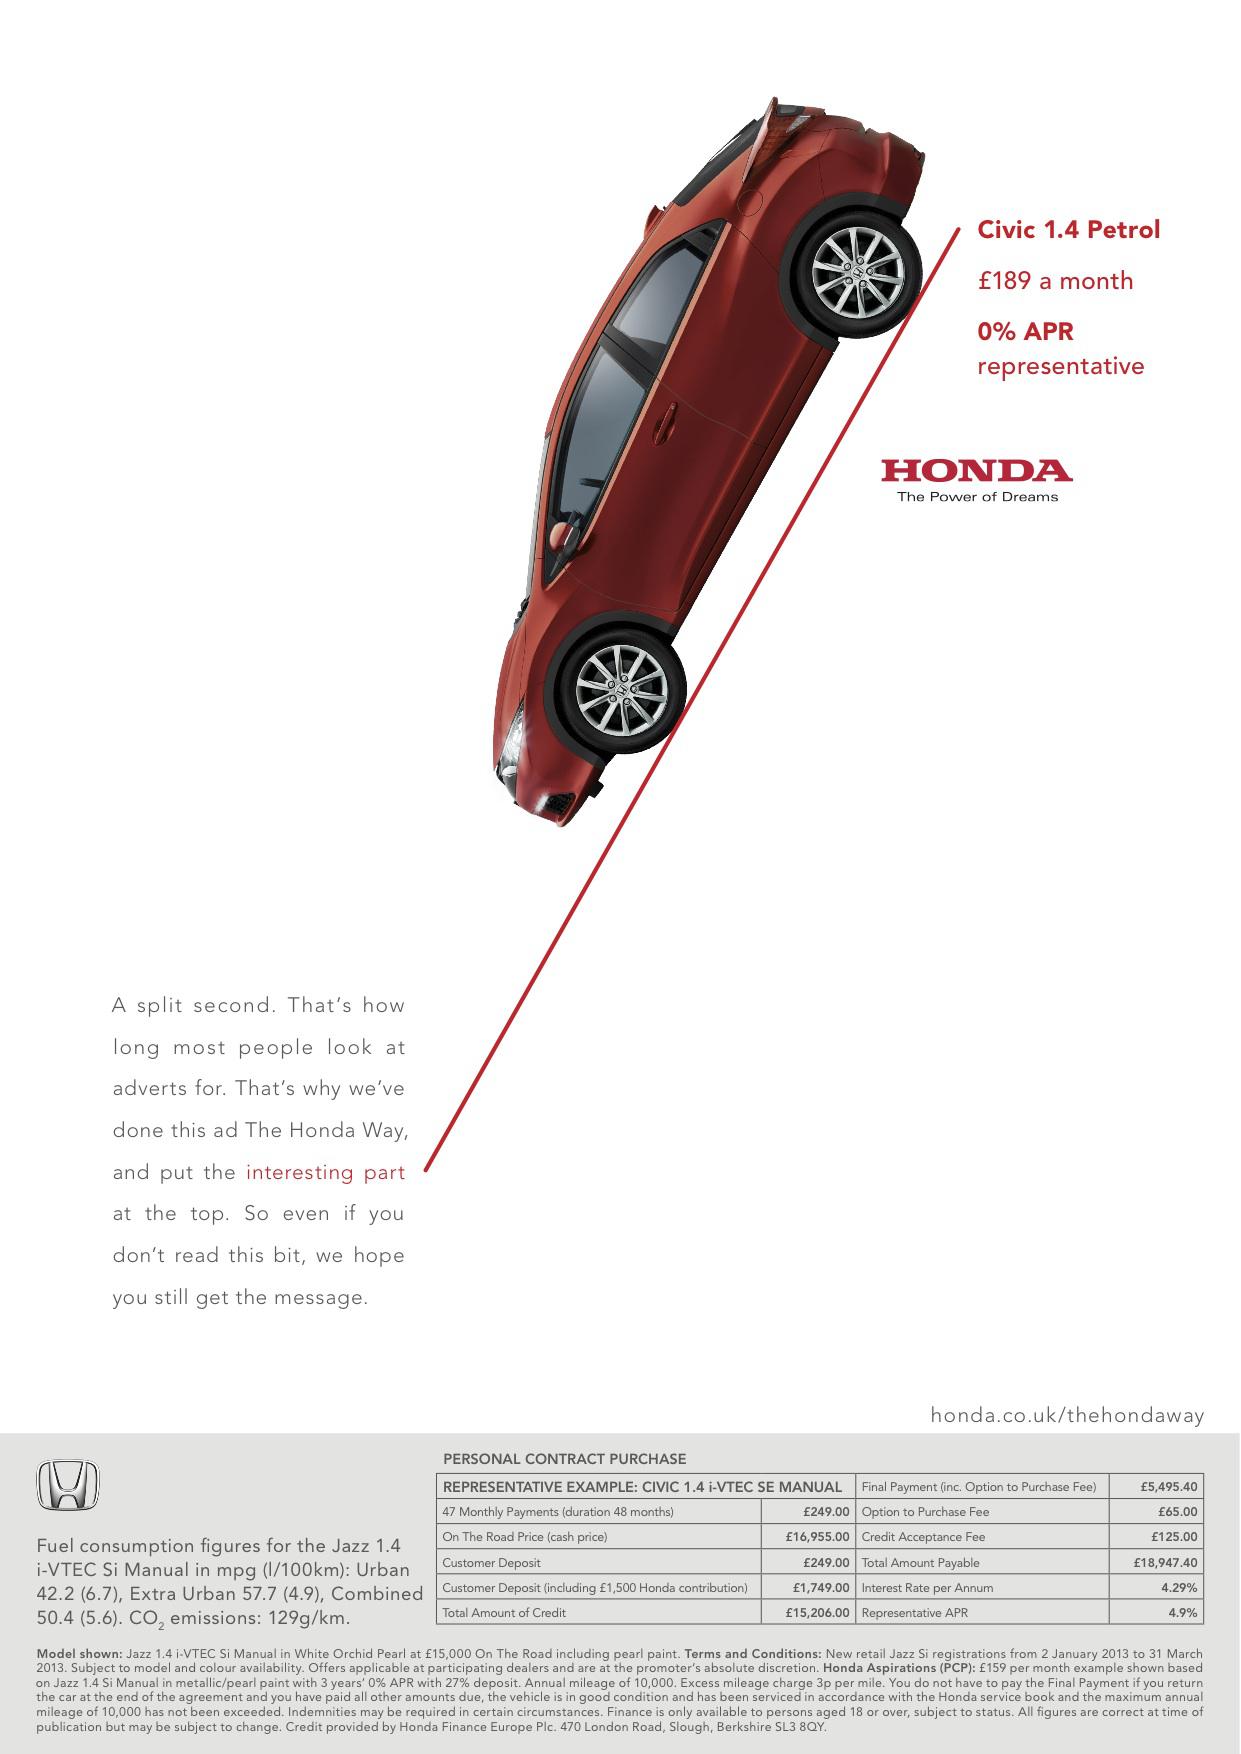 Civic 1.4 Petrol
£189 a month
0% APR
representative
HONDA
The Power of Dreams
A split second. That’s how
long most people look at
adverts for. That’s why we’ve
done this ad The Honda Way,
and put the interesting part
at the top. So even if you
don’t read this bit, we hope
you still get the message.
honda.co.uk/thehondaway
Fuel consumption figures for the Jazz 1.4
i-VTEC Si Manual in mpg (l/100km): Urban
42.2 (6.7), Extra Urban 57.7 (4.9), Combined
50.4 (5.6). CO2 emissions: 129g/km.
PERSONAL CONTRACT PURCHASE
REPRESENTATIVE EXAMPLE: CIVIC 1.4 i-VTEC SE MANUAL Final Payment (inc. Option to Purchase Fee) £5,495.40
47 Monthly Payments (duration 48 months) £249.00 Option to Purchase Fee £65.00
On The Road Price (cash price) £16,955.00 Credit Acceptance Fee £125.00
Customer Deposit £249.00 Total Amount Payable £18,947.40
Customer Deposit (including £1,500 Honda contribution) £1,749.00 Interest Rate per Annum 4.29%
Total Amount of Credit £15,206.00 Representative APR 4.9%
Model shown: Jazz 1.4 i-VTEC Si Manual in White Orchid Pearl at £15,000 On The Road including pearl paint. Terms and Conditions: New retail Jazz Si registrations from 2 January 2013 to 31 March
2013. Subject to model and colour availability. Offers applicable at participating dealers and are at the promoter’s absolute discretion. Honda Aspirations (PCP): £159 per month example shown based
on Jazz 1.4 Si Manual in metallic/pearl paint with 3 years’ 0% APR with 27% deposit. Annual mileage of 10,000. Excess mileage charge 3p per mile. You do not have to pay the Final Payment if you return
the car at the end of the agreement and you have paid all other amounts due, the vehicle is in good condition and has been serviced in accordance with the Honda service book and the maximum annual
mileage of 10,000 has not been exceeded. Indemnities may be required in certain circumstances. Finance is only available to persons aged 18 or over, subject to status. All figures are correct at time of
publication but may be subject to change. Credit provided by Honda Finance Europe Plc. 470 London Road, Slough, Berkshire SL3 8QY.